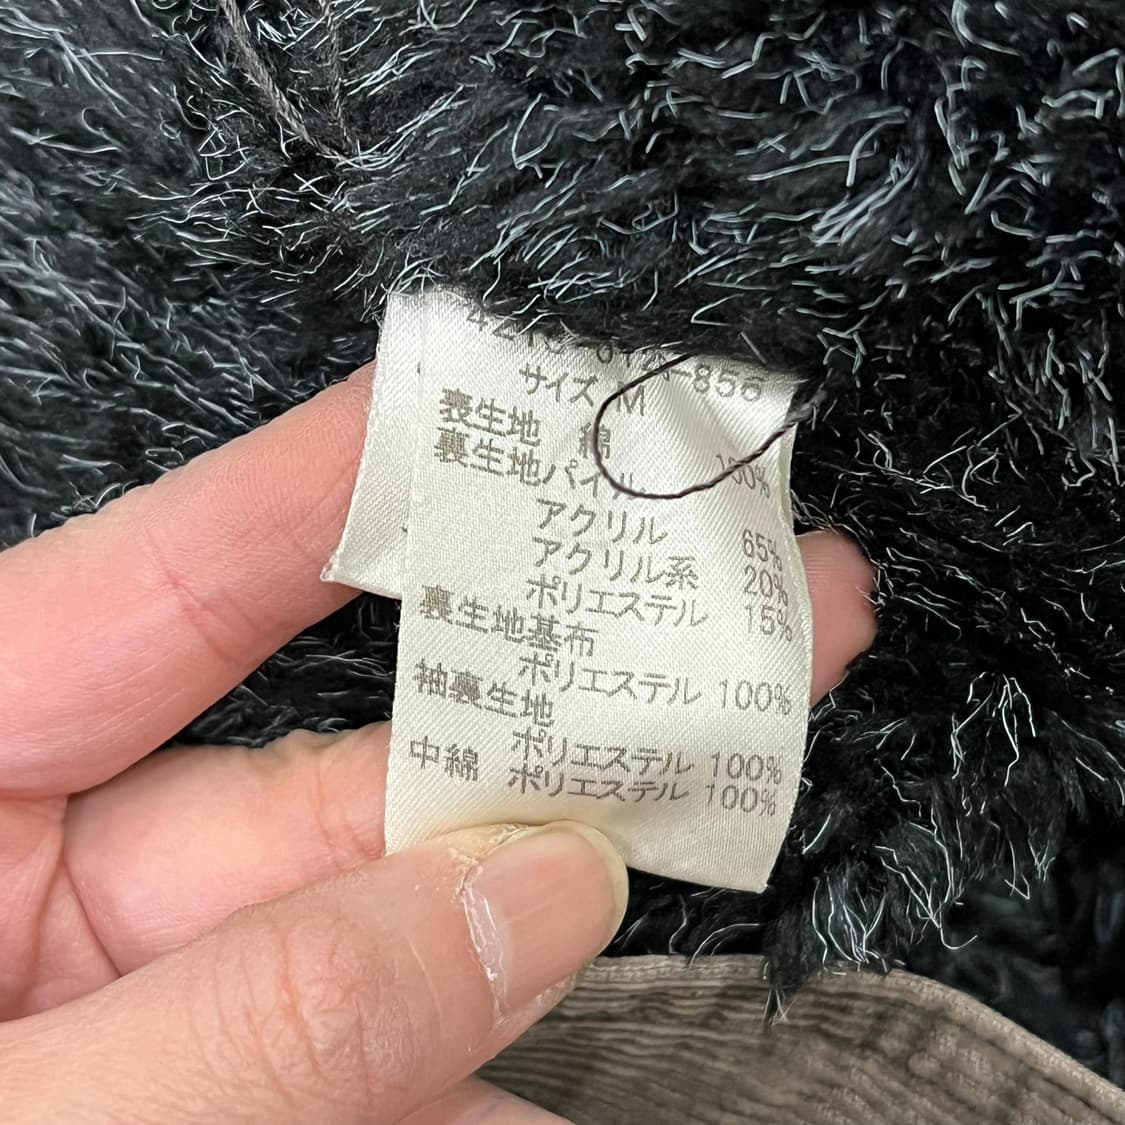 サイズ M
表生地 綿 100%
裏生地パイル
アクリル 65%
アクリル系 20%
ポリエステル 15%
裏生地基布
ポリエステル 100%
袖裏生地
ポリエステル 100%
中綿 ポリエステル 100%